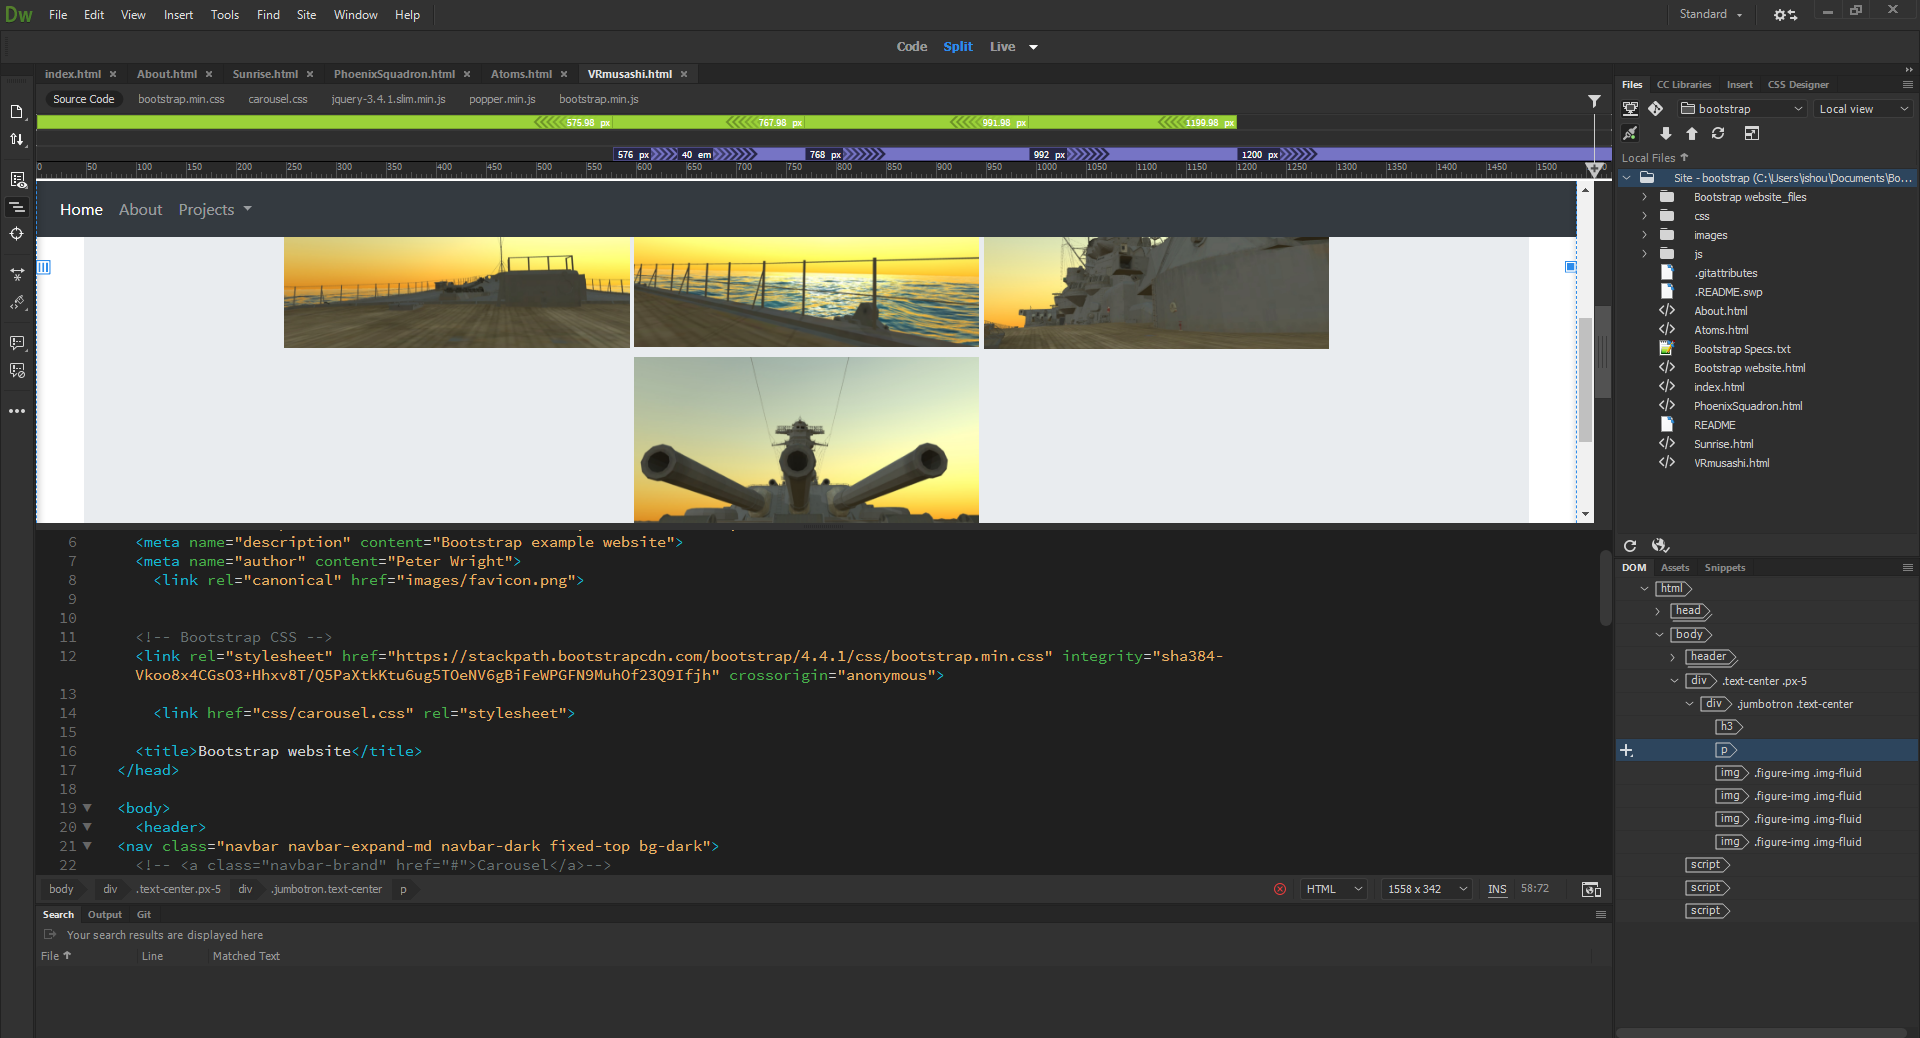 Dw File Edit View Insert Tools Find Site Window Help Standard
Code Split Live
index.html About.html Sunrise.html PhoenixSquadron.html Atoms.html VRmusashi.html
Source Code bootstrap.min.css carousel.css jquery-3.4.1.slim.min.js popper.min.js bootstrap.min.js
575.98 px 767.98 px 991.98 px 1199.98 px
576 px 40 em 768 px 992 px 1200 px
0 50 100 150 200 250 300 350 400 450 500 550 600 650 700 750 800 850 900 950 1000 1050 1100 1150 1200 1250 1300 1350 1400 1450 1500
Home About Projects
6 <meta name="description" content="Bootstrap example website">
7 <meta name="author" content="Peter Wright">
8 <link rel="canonical" href="images/favicon.png">
9
10
11 <!-- Bootstrap CSS -->
12 <link rel="stylesheet" href="https://stackpath.bootstrapcdn.com/bootstrap/4.4.1/css/bootstrap.min.css" integrity="sha384-
Vkoo8x4CGsO3+Hhxv8T/Q5PaXtkKtu6ug5TOeNV6gBiFeWPGFN9MuhOf23Q9Ifjh" crossorigin="anonymous">
13
14 <link href="css/carousel.css" rel="stylesheet">
15
16 <title>Bootstrap website</title>
17 </head>
18
19 <body>
20 <header>
21 <nav class="navbar navbar-expand-md navbar-dark fixed-top bg-dark">
22 <!-- <a class="navbar-brand" href="#">Carousel</a>-->
body div .text-center.px-5 div .jumbotron.text-center p HTML 1558 x 342 INS 58:72
Search Output Git
Your search results are displayed here
File Line Matched Text
Files CC Libraries Insert CSS Designer
bootstrap Local view
Local Files
Site - bootstrap (C:\Users\ishou\Documents\Bo...
Bootstrap website_files
css
images
js
.gitattributes
.README.swp
About.html
Atoms.html
Bootstrap Specs.txt
Bootstrap website.html
index.html
PhoenixSquadron.html
README
Sunrise.html
VRmusashi.html
DOM Assets Snippets
html
head
body
header
div .text-center .px-5
div .jumbotron .text-center
h3
p
img .figure-img .img-fluid
img .figure-img .img-fluid
img .figure-img .img-fluid
img .figure-img .img-fluid
script
script
script